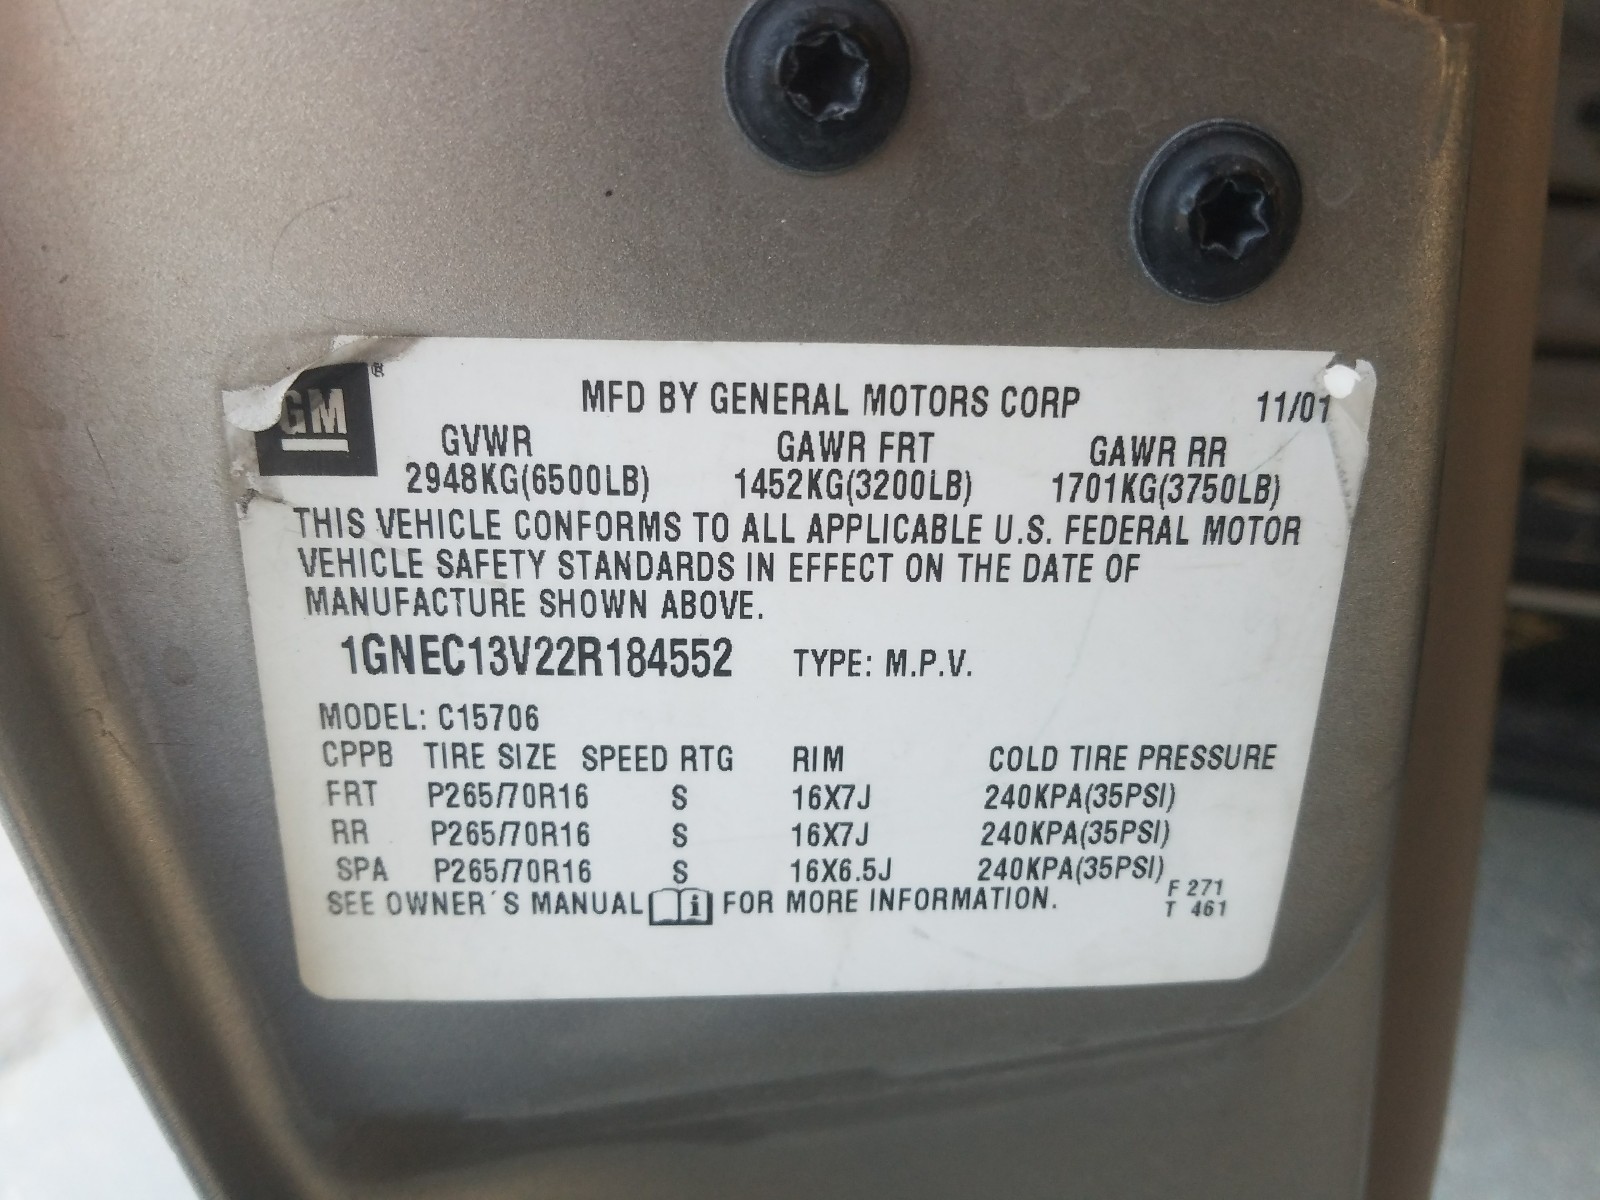 GM ®
MFD BY GENERAL MOTORS CORP 11/01
GVWR GAWR FRT GAWR RR
2948KG(6500LB) 1452KG(3200LB) 1701KG(3750LB)
THIS VEHICLE CONFORMS TO ALL APPLICABLE U.S. FEDERAL MOTOR
VEHICLE SAFETY STANDARDS IN EFFECT ON THE DATE OF
MANUFACTURE SHOWN ABOVE.
1GNEC13V22R184552 TYPE: M.P.V.
MODEL: C15706
CPPB TIRE SIZE SPEED RTG RIM COLD TIRE PRESSURE
FRT P265/70R16 S 16X7J 240KPA(35PSI)
RR P265/70R16 S 16X7J 240KPA(35PSI)
SPA P265/70R16 S 16X6.5J 240KPA(35PSI)
SEE OWNER´S MANUAL i FOR MORE INFORMATION.
F 271
T 461